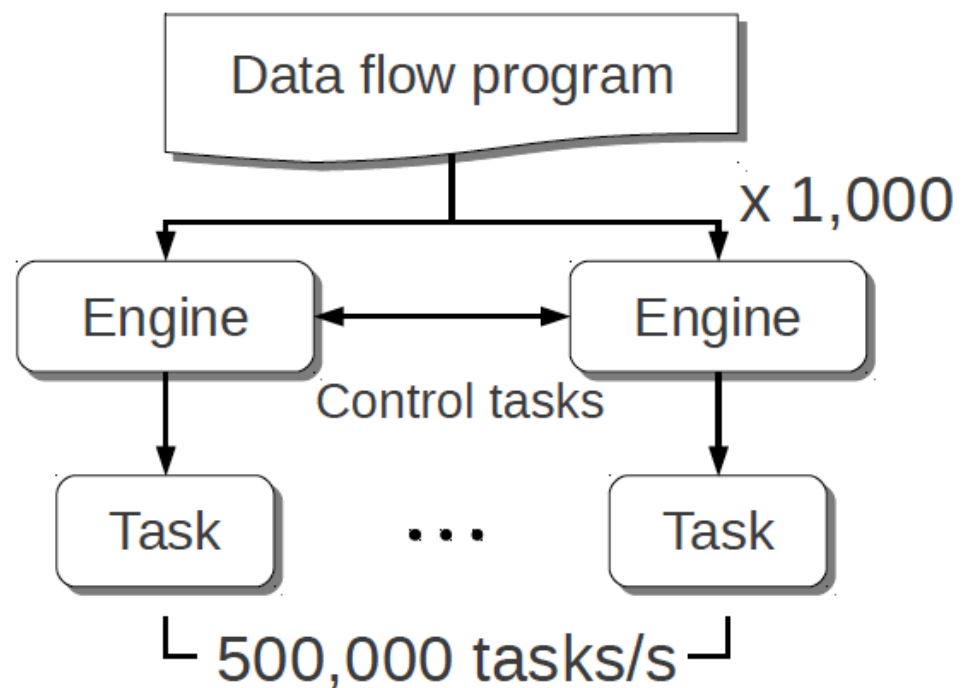 Data flow program
x 1,000
Engine
Engine
Control tasks
Task
...
Task
500,000 tasks/s